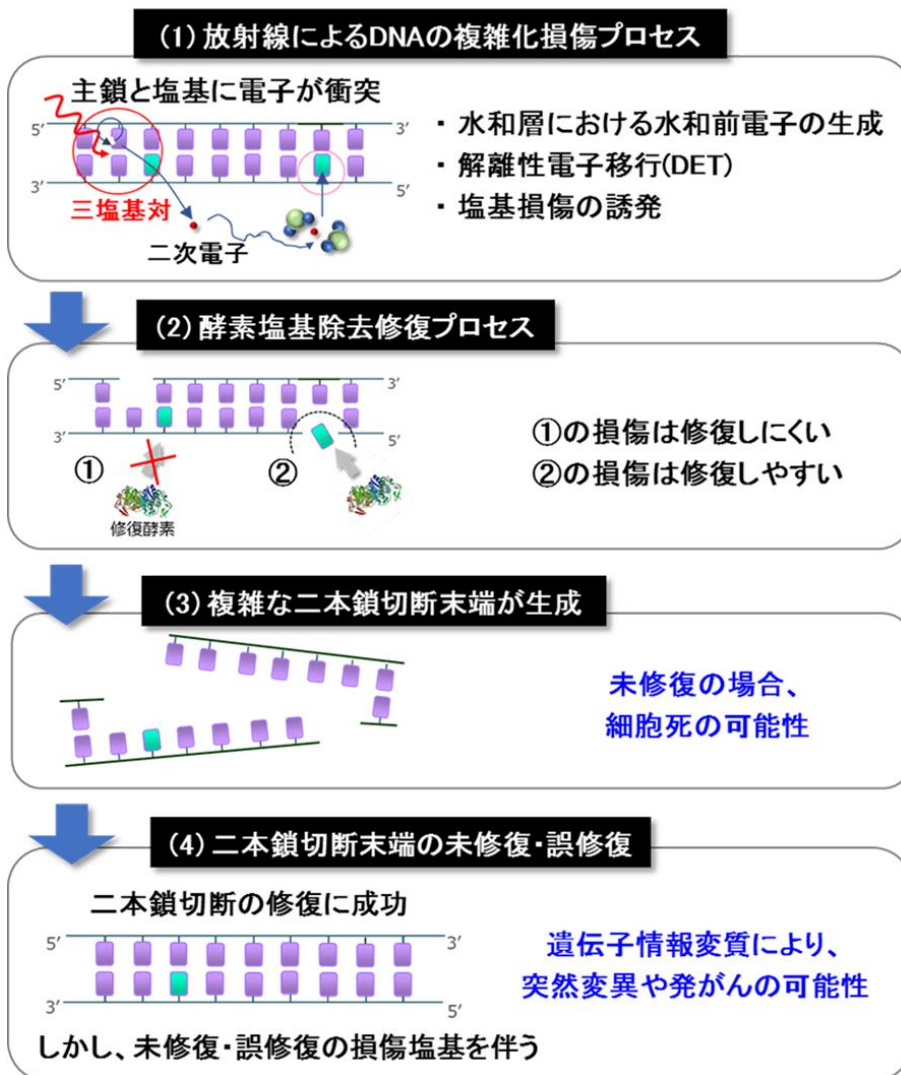 (1) 放射線によるDNAの複雑化損傷プロセス
主鎖と塩基に電子が衝突
5′
3′
3′
5′
三塩基対
二次電子
・ 水和層における水和前電子の生成
・ 解離性電子移行(DET)
・ 塩基損傷の誘発
(2) 酵素塩基除去修復プロセス
5′
3′
3′
5′
①
②
修復酵素
①の損傷は修復しにくい
②の損傷は修復しやすい
(3) 複雑な二本鎖切断末端が生成
未修復の場合、
細胞死の可能性
(4) 二本鎖切断末端の未修復・誤修復
二本鎖切断の修復に成功
5′
3′
3′
5′
遺伝子情報変質により、
突然変異や発がんの可能性
しかし、未修復・誤修復の損傷塩基を伴う